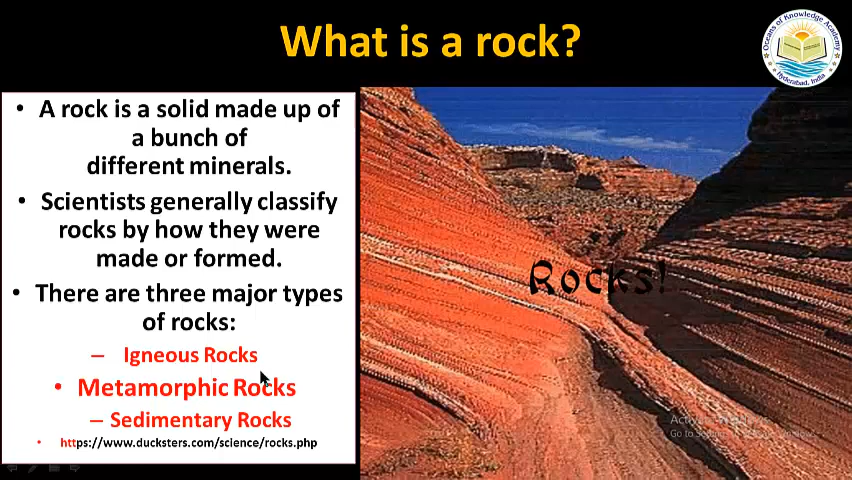 What is a rock?
Oceans of Knowledge Academy
Hyderabad, India
• A rock is a solid made up of
a bunch of
different minerals.
• Scientists generally classify
rocks by how they were
made or formed.
• There are three major types
of rocks:
– Igneous Rocks
• Metamorphic Rocks
– Sedimentary Rocks
• https://www.ducksters.com/science/rocks.php
Rocks!
Go to